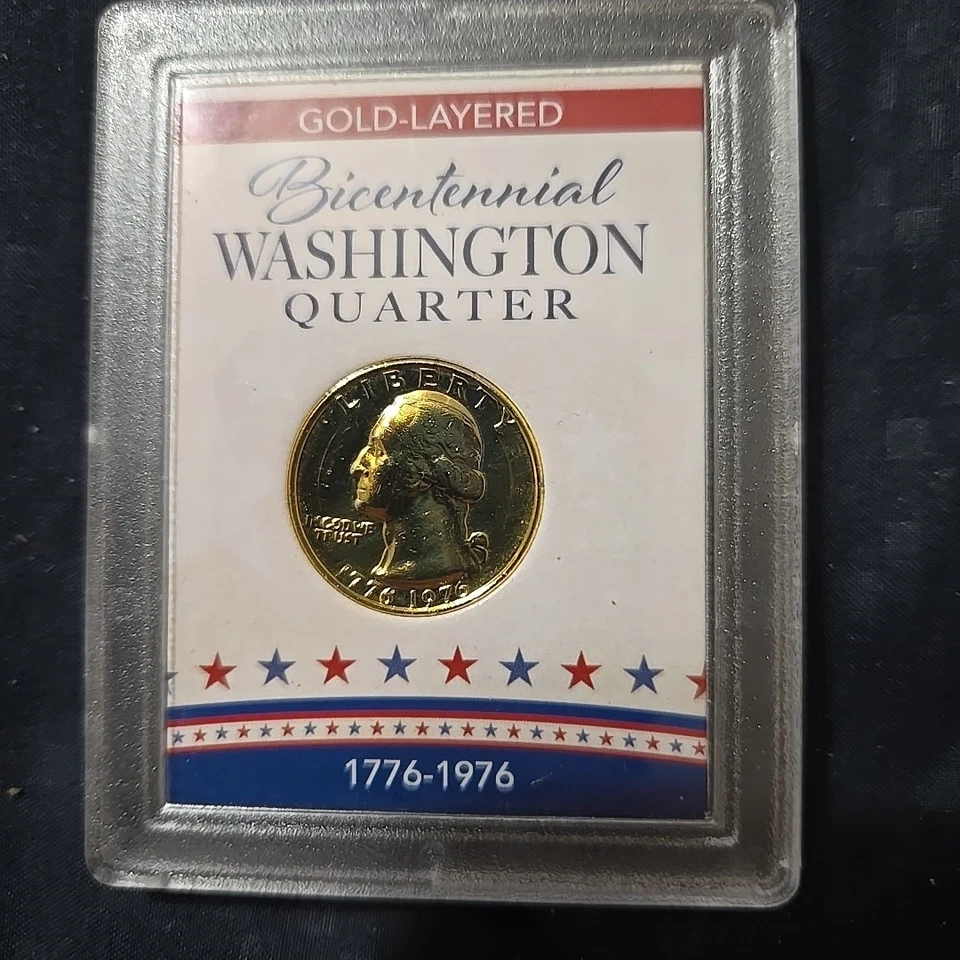 GOLD-LAYERED
Bicentennial
WASHINGTON
QUARTER
LIBERTY
IN GOD WE
TRUST
1776 1976
1776-1976